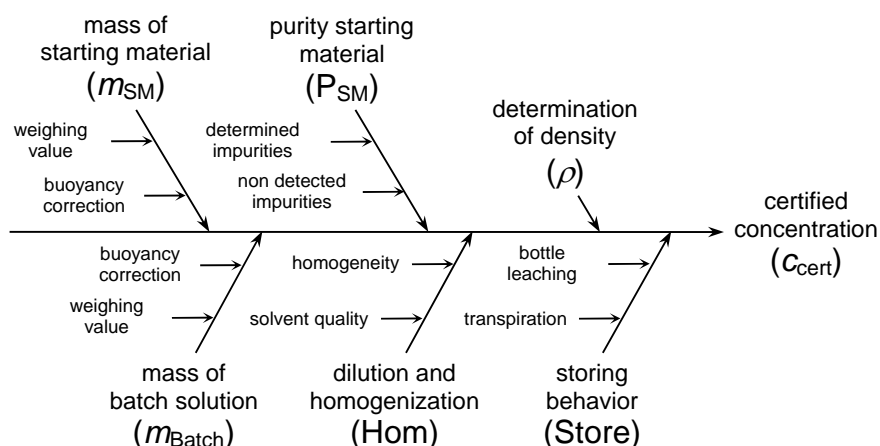 mass of
starting material
(mSM)
purity starting
material
(PSM)
determination
of density
(ρ)
weighing
value
buoyancy
correction
determined
impurities
non detected
impurities
certified
concentration
(ccert)
buoyancy
correction
weighing
value
homogeneity
solvent quality
bottle
leaching
transpiration
mass of
batch solution
(mBatch)
dilution and
homogenization
(Hom)
storing
behavior
(Store)